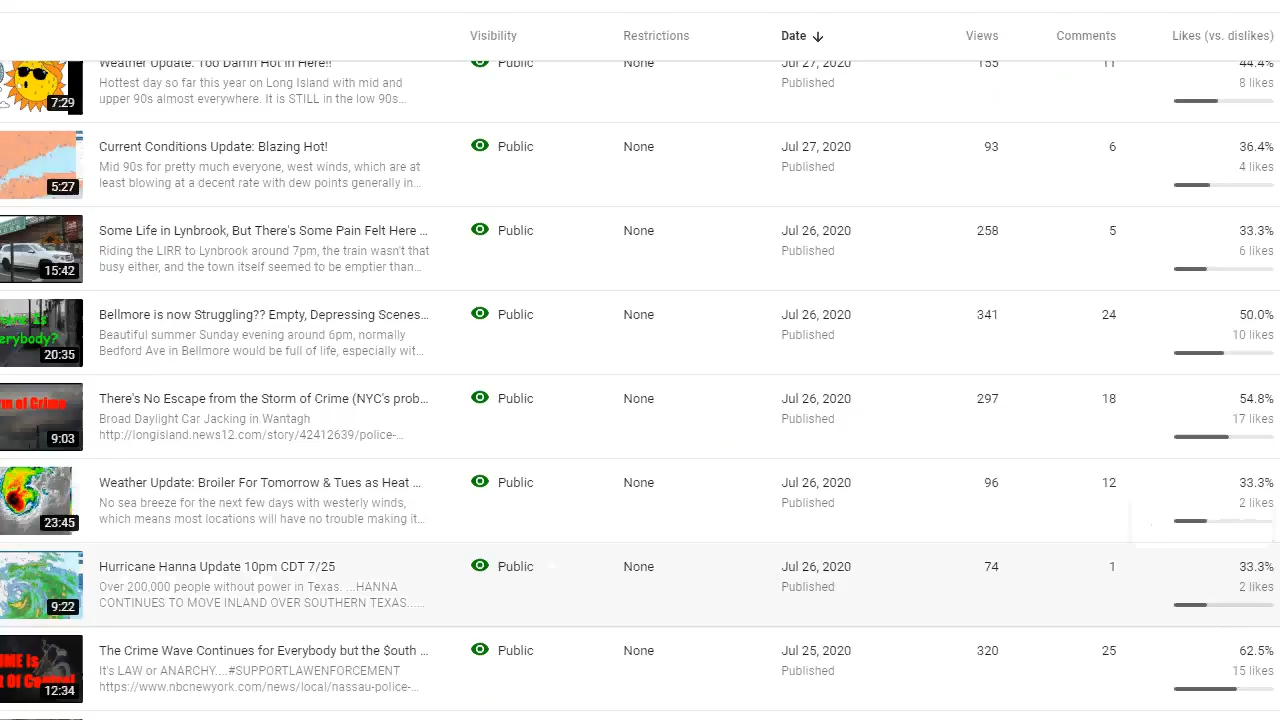 Visibility Restrictions Date Views Comments Likes (vs. dislikes)
Weather Update: Too Damn Hot in Here!! Public None Jul 27, 2020 155 11 44.4%
Hottest day so far this year on Long Island with mid and Published 8 likes
upper 90s almost everywhere. It is STILL in the low 90s...
7:29
Current Conditions Update: Blazing Hot! Public None Jul 27, 2020 93 6 36.4%
Mid 90s for pretty much everyone, west winds, which are at Published 4 likes
least blowing at a decent rate with dew points generally in...
5:27
Some Life in Lynbrook, But There's Some Pain Felt Here ... Public None Jul 26, 2020 258 5 33.3%
Riding the LIRR to Lynbrook around 7pm, the train wasn't that Published 6 likes
busy either, and the town itself seemed to be emptier than...
15:42
Bellmore is now Struggling?? Empty, Depressing Scenes... Public None Jul 26, 2020 341 24 50.0%
Beautiful summer Sunday evening around 6pm, normally Published 10 likes
Bedford Ave in Bellmore would be full of life, especially wit...
erybody?
20:35
There's No Escape from the Storm of Crime (NYC's prob... Public None Jul 26, 2020 297 18 54.8%
Broad Daylight Car Jacking in Wantagh Published 17 likes
http://longisland.news12.com/story/42412639/police-...
rm of Crime
9:03
Weather Update: Broiler For Tomorrow & Tues as Heat ... Public None Jul 26, 2020 96 12 33.3%
No sea breeze for the next few days with westerly winds, Published 2 likes
which means most locations will have no trouble making it...
23:45
Hurricane Hanna Update 10pm CDT 7/25 Public None Jul 26, 2020 74 1 33.3%
Over 200,000 people without power in Texas. ...HANNA Published 2 likes
CONTINUES TO MOVE INLAND OVER SOUTHERN TEXAS......
9:22
The Crime Wave Continues for Everybody but the $outh ... Public None Jul 25, 2020 320 25 62.5%
It's LAW or ANARCHY....#SUPPORTLAWENFORCEMENT Published 15 likes
https://www.nbcnewyork.com/news/local/nassau-police-...
IME is
12:34